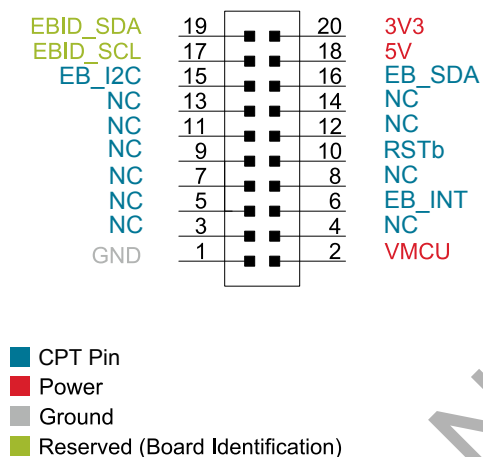 EBID_SDA 19 20 3V3
EBID_SCL 17 18 5V
EB_I2C 15 16 EB_SDA
NC 13 14 NC
NC 11 12 NC
NC 9 10 RSTb
NC 7 8 NC
NC 5 6 EB_INT
NC 3 4 NC
GND 1 2 VMCU
CPT Pin
Power
Ground
Reserved (Board Identification)